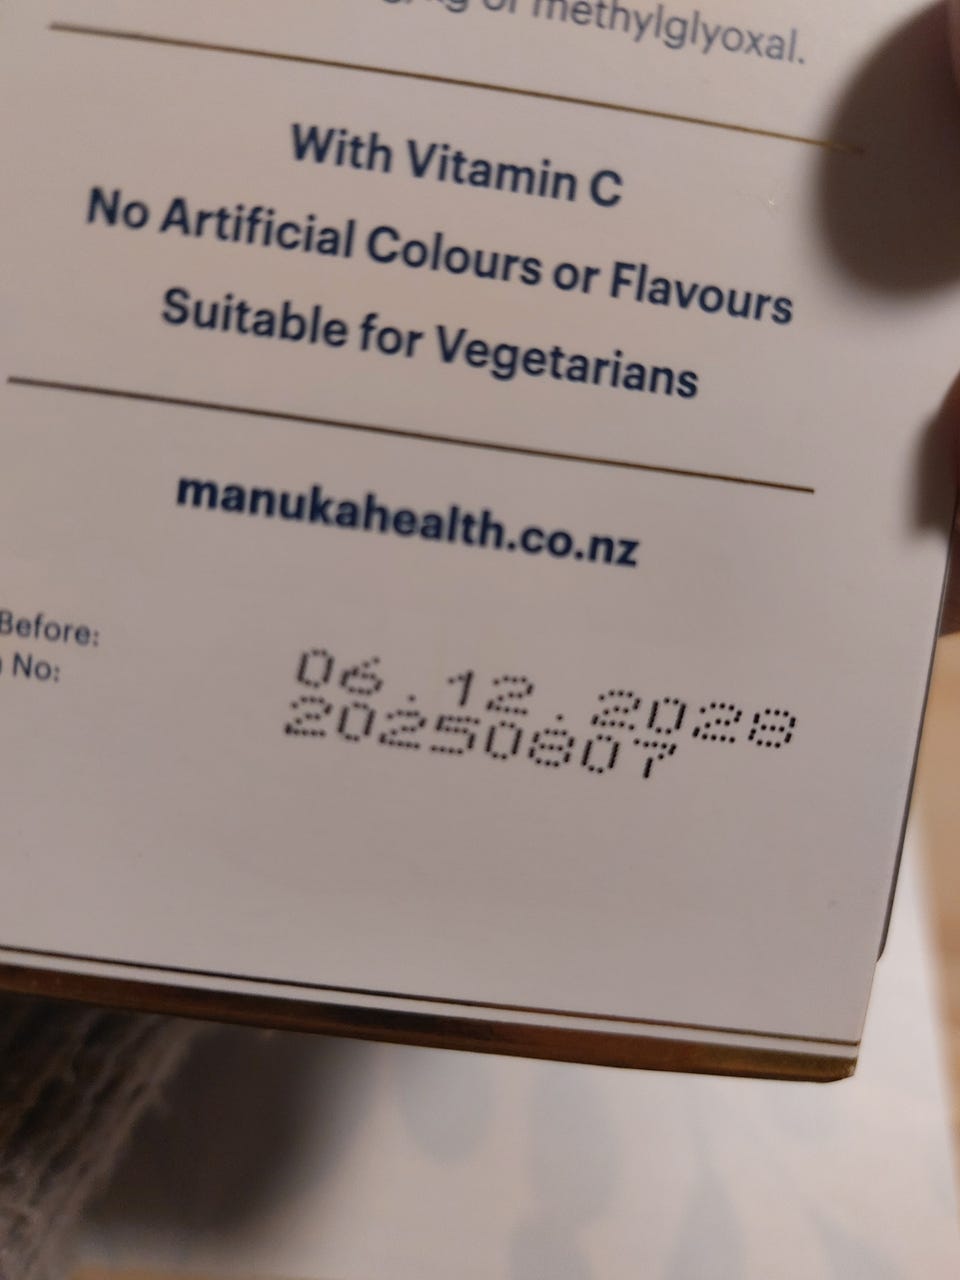 of methylglyoxal.
With Vitamin C
No Artificial Colours or Flavours
Suitable for Vegetarians
manukahealth.co.nz
Before: 06.12.2028
No: 20250807